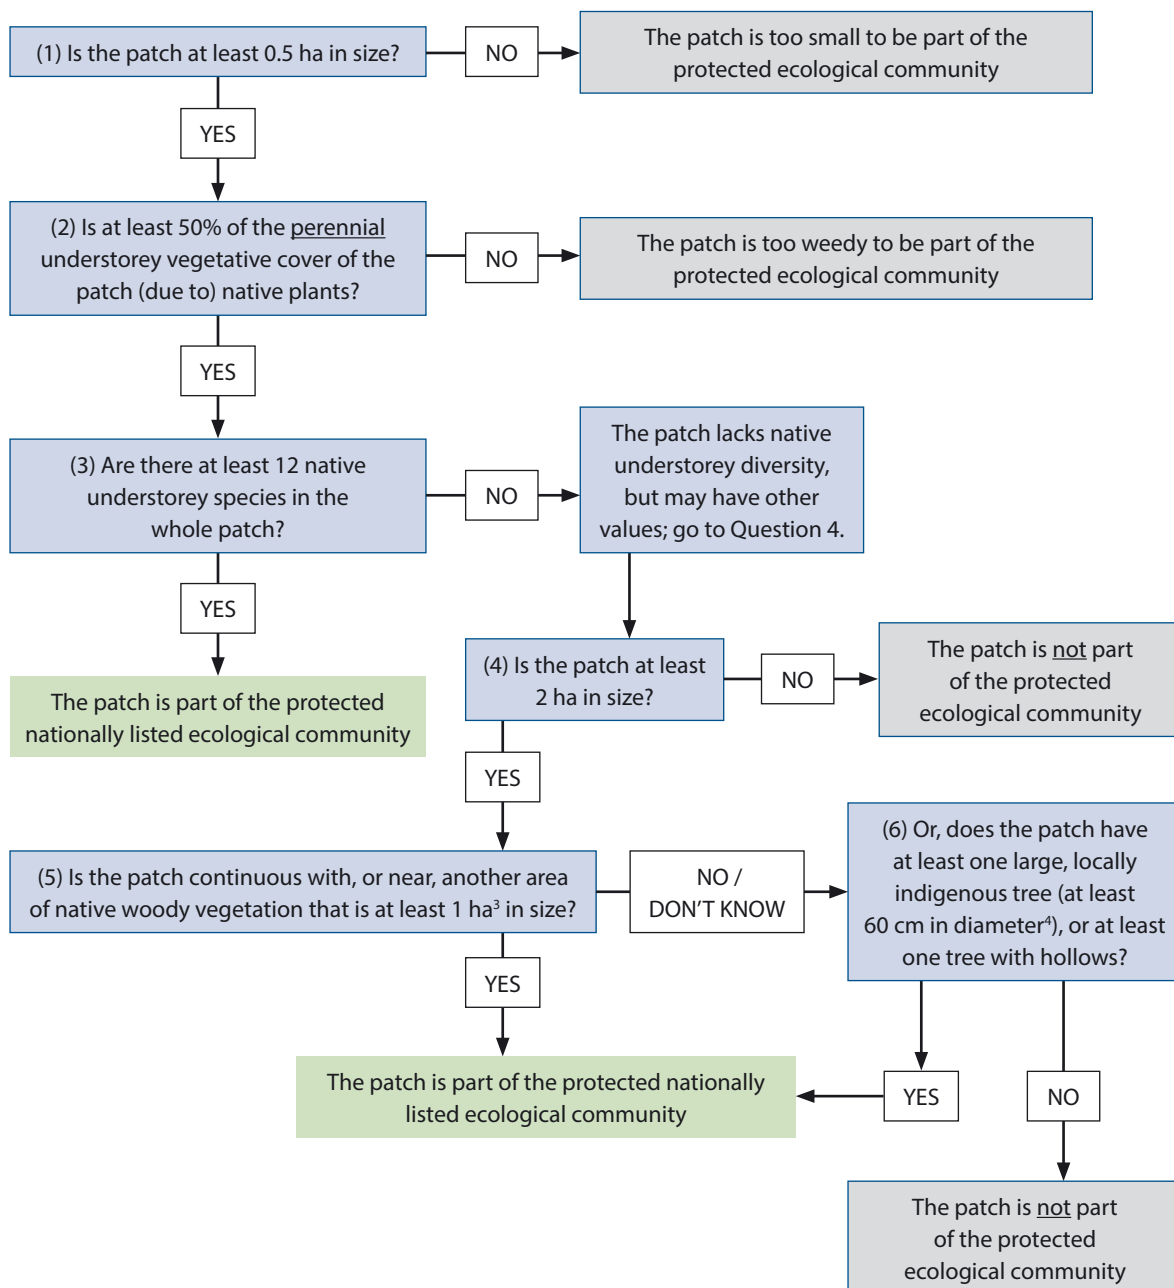 (1) Is the patch at least 0.5 ha in size?
NO
The patch is too small to be part of the
protected ecological community
YES
(2) Is at least 50% of the perennial
understorey vegetative cover of the
patch (due to) native plants?
NO
The patch is too weedy to be part of the
protected ecological community
YES
(3) Are there at least 12 native
understorey species in the
whole patch?
NO
The patch lacks native
understorey diversity,
but may have other
values; go to Question 4.
YES
The patch is part of the protected
nationally listed ecological community
(4) Is the patch at least
2 ha in size?
NO
The patch is not part
of the protected
ecological community
YES
(5) Is the patch continuous with, or near, another area
of native woody vegetation that is at least 1 ha³ in size?
NO /
DON'T KNOW
(6) Or, does the patch have
at least one large, locally
indigenous tree (at least
60 cm in diameter⁴), or at least
one tree with hollows?
YES
The patch is part of the protected nationally
listed ecological community
YES
NO
The patch is not part
of the protected
ecological community